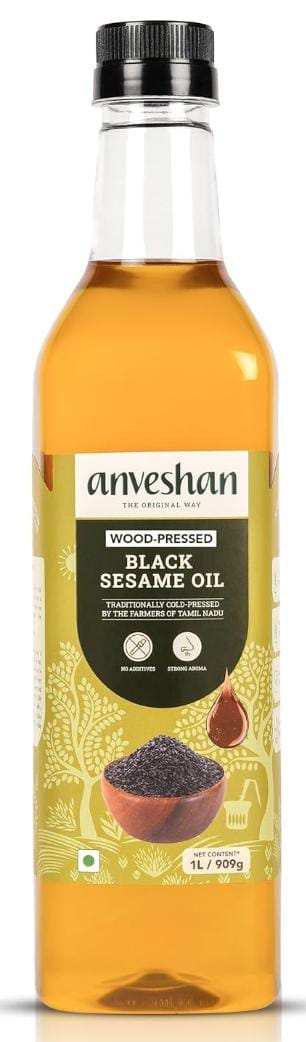 anveshan
THE ORIGINAL WAY
WOOD-PRESSED
BLACK
SESAME OIL
TRADITIONALLY COLD-PRESSED
BY THE FARMERS OF TAMIL NADU
NO ADDITIVES
STRONG AROMA
NET CONTENT*
1L / 909g